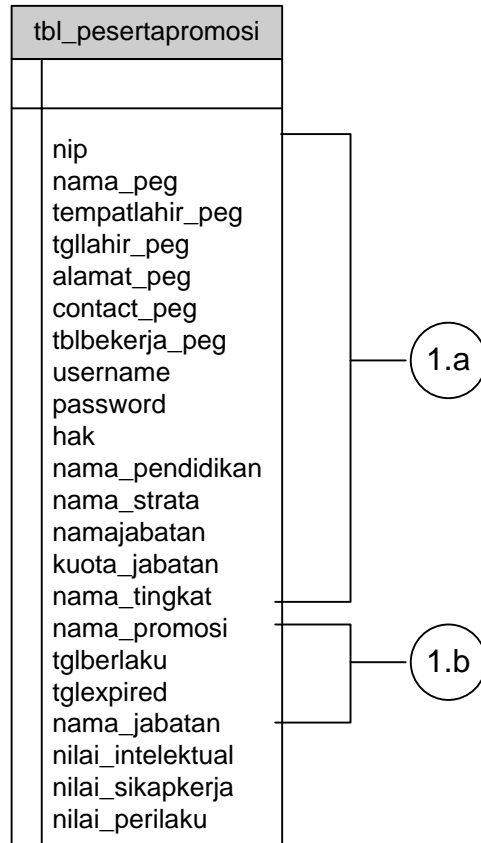 tbl_pesertapromosi
nip
nama_peg
tempatlahir_peg
tgllahir_peg
alamat_peg
contact_peg
tblbekerja_peg
username
password
hak
nama_pendidikan
nama_strata
namajabatan
kuota_jabatan
nama_tingkat
nama_promosi
tglberlaku
tglexpired
nama_jabatan
nilai_intelektual
nilai_sikapkerja
nilai_perilaku
1.a
1.b